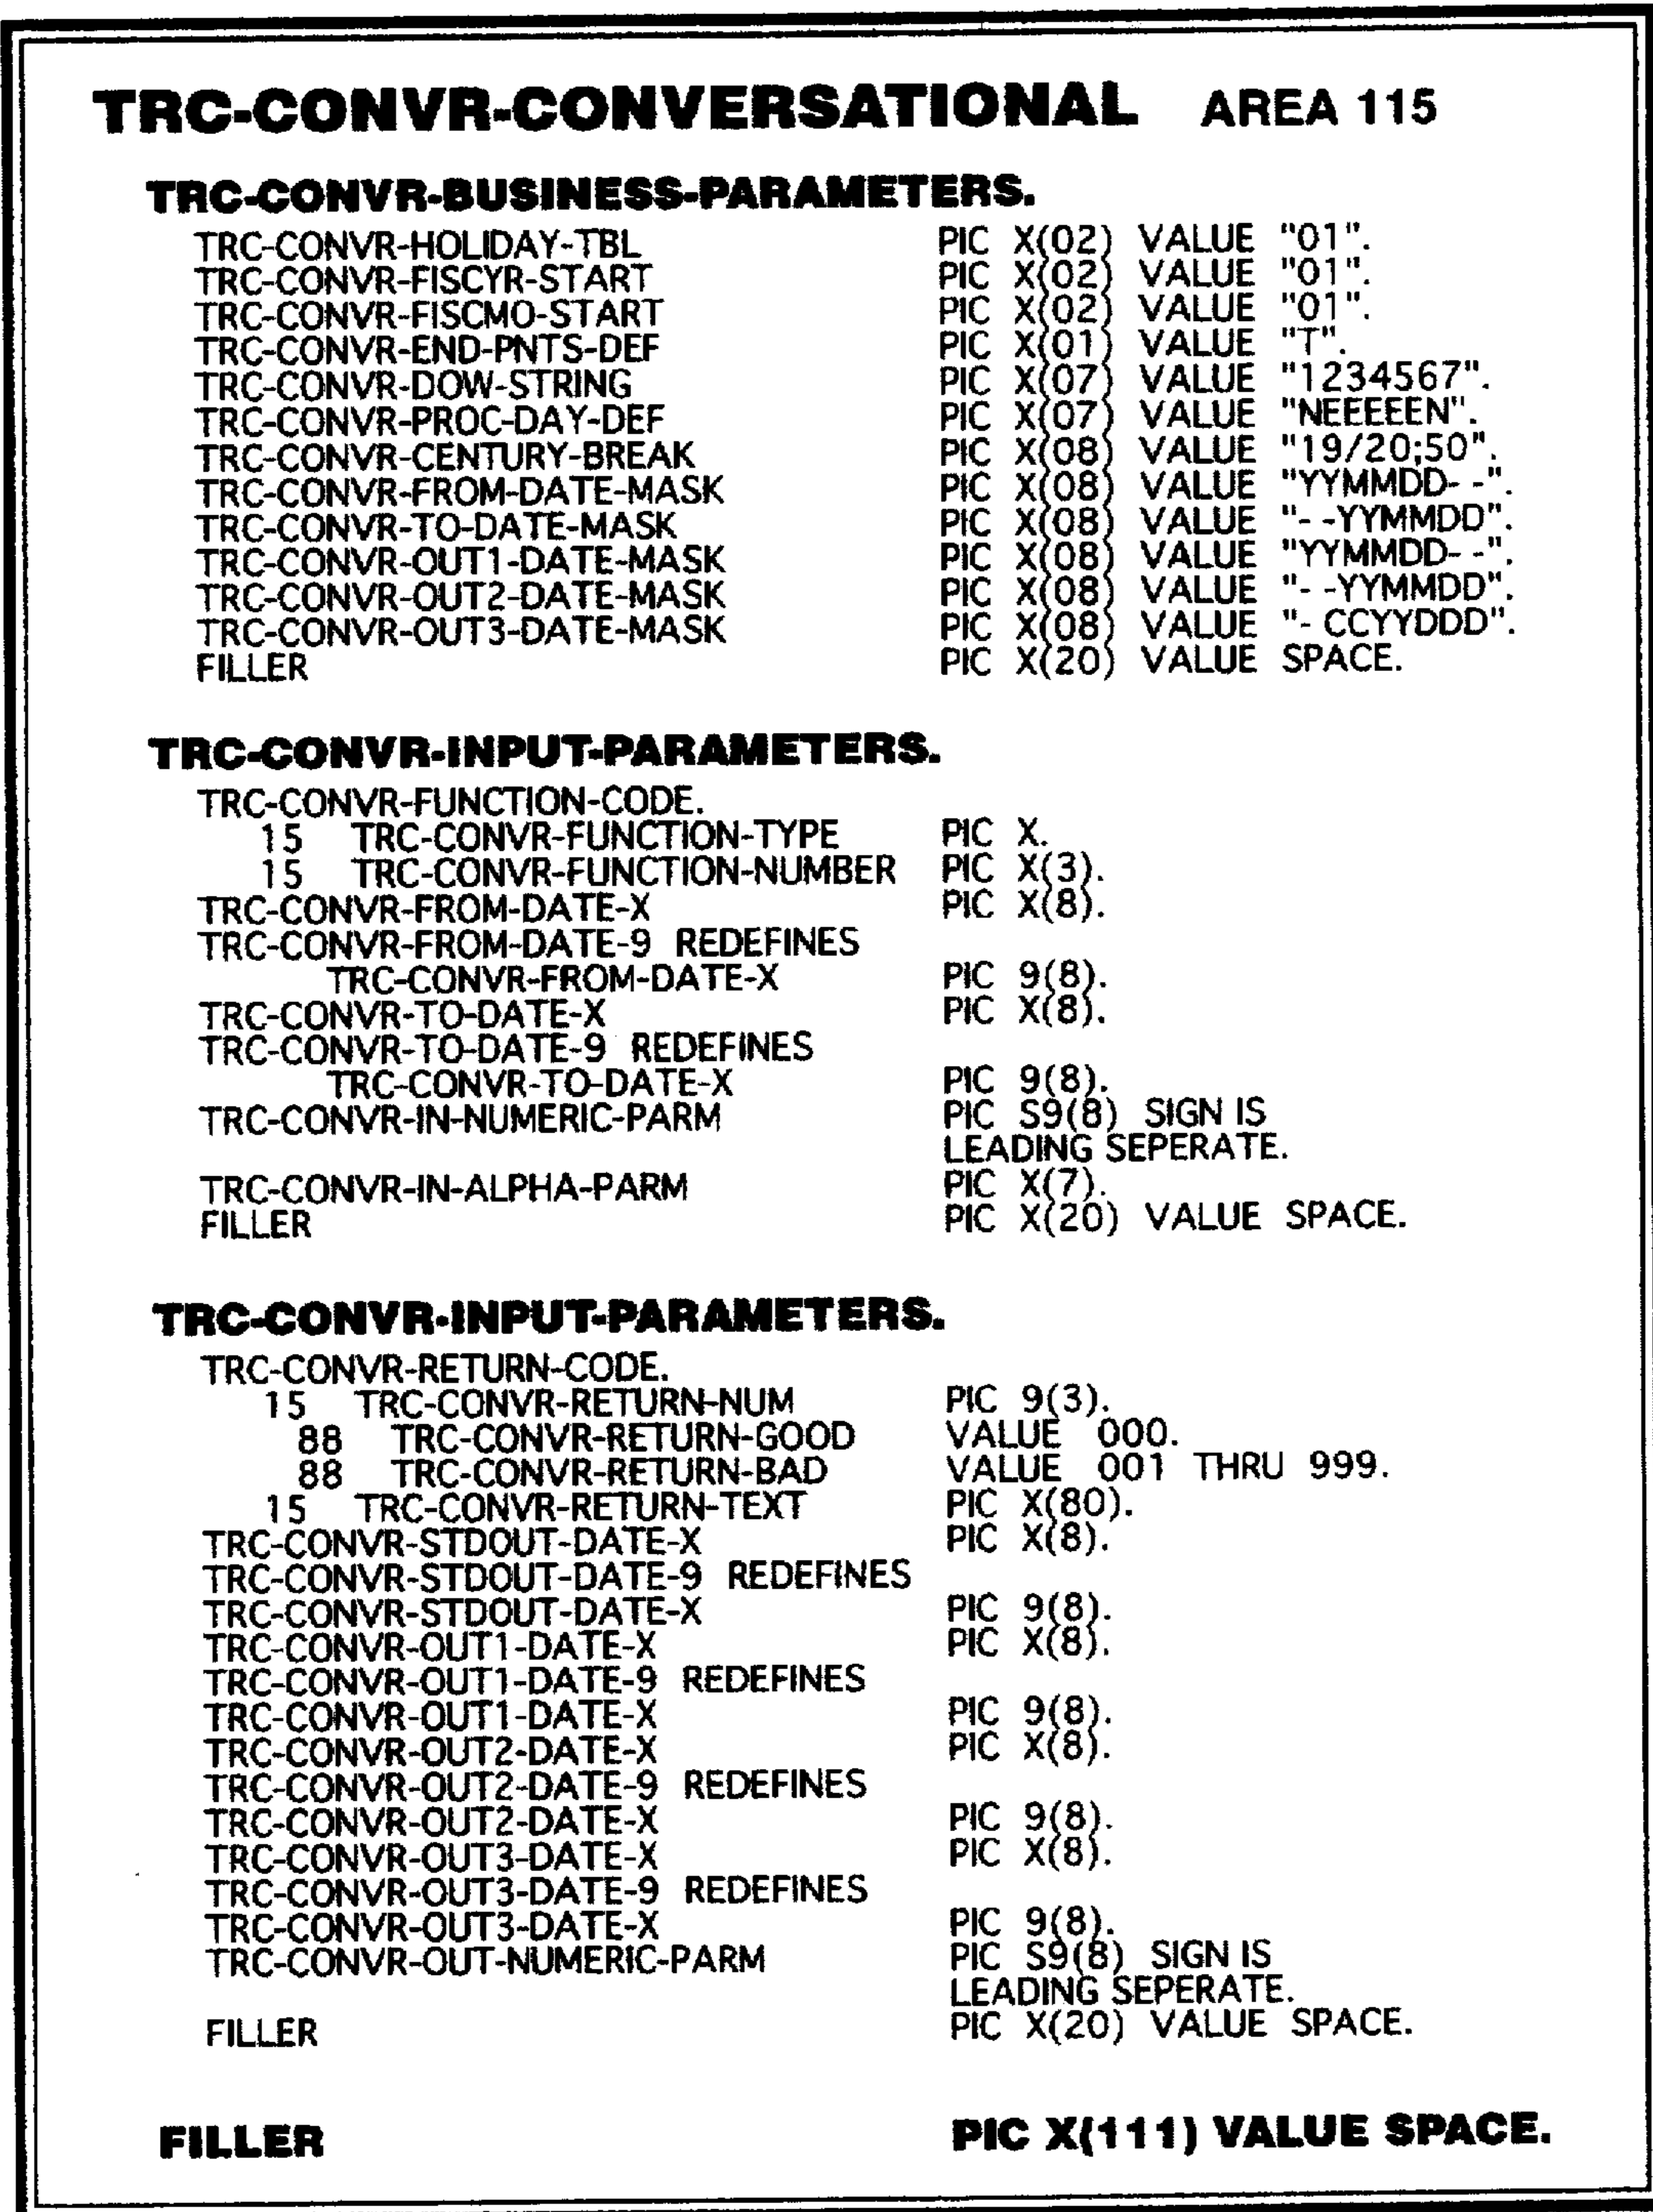 TRC-CONVR-CONVERSATIONAL AREA 115
TRC-CONVR-BUSINESS-PARAMETERS.
TRC-CONVR-HOLIDAY-TBL PIC X(02) VALUE "01".
TRC-CONVR-FISCYR-START PIC X(02) VALUE "01".
TRC-CONVR-FISCMO-START PIC X(02) VALUE "01".
TRC-CONVR-END-PNTS-DEF PIC X(01) VALUE "T".
TRC-CONVR-DOW-STRING PIC X(07) VALUE "1234567".
TRC-CONVR-PROC-DAY-DEF PIC X(07) VALUE "NEEEEEN".
TRC-CONVR-CENTURY-BREAK PIC X(08) VALUE "19/20;50".
TRC-CONVR-FROM-DATE-MASK PIC X(08) VALUE "YYMMDD- -".
TRC-CONVR-TO-DATE-MASK PIC X(08) VALUE "- -YYMMDD".
TRC-CONVR-OUT1-DATE-MASK PIC X(08) VALUE "YYMMDD- -".
TRC-CONVR-OUT2-DATE-MASK PIC X(08) VALUE "- -YYMMDD".
TRC-CONVR-OUT3-DATE-MASK PIC X(08) VALUE "- CCYYDDD".
FILLER PIC X(20) VALUE SPACE.
TRC-CONVR-INPUT-PARAMETERS.
TRC-CONVR-FUNCTION-CODE.
15 TRC-CONVR-FUNCTION-TYPE PIC X.
15 TRC-CONVR-FUNCTION-NUMBER PIC X(3).
TRC-CONVR-FROM-DATE-X PIC X(8).
TRC-CONVR-FROM-DATE-9 REDEFINES
TRC-CONVR-FROM-DATE-X PIC 9(8).
TRC-CONVR-TO-DATE-X PIC X(8).
TRC-CONVR-TO-DATE-9 REDEFINES
TRC-CONVR-TO-DATE-X PIC 9(8).
TRC-CONVR-IN-NUMERIC-PARM PIC S9(8) SIGN IS
LEADING SEPERATE.
TRC-CONVR-IN-ALPHA-PARM PIC X(7).
FILLER PIC X(20) VALUE SPACE.
TRC-CONVR-INPUT-PARAMETERS.
TRC-CONVR-RETURN-CODE.
15 TRC-CONVR-RETURN-NUM PIC 9(3).
88 TRC-CONVR-RETURN-GOOD VALUE 000.
88 TRC-CONVR-RETURN-BAD VALUE 001 THRU 999.
15 TRC-CONVR-RETURN-TEXT PIC X(80).
TRC-CONVR-STDOUT-DATE-X PIC X(8).
TRC-CONVR-STDOUT-DATE-9 REDEFINES
TRC-CONVR-STDOUT-DATE-X PIC 9(8).
TRC-CONVR-OUT1-DATE-X PIC X(8).
TRC-CONVR-OUT1-DATE-9 REDEFINES
TRC-CONVR-OUT1-DATE-X PIC 9(8).
TRC-CONVR-OUT2-DATE-X PIC X(8).
TRC-CONVR-OUT2-DATE-9 REDEFINES
TRC-CONVR-OUT2-DATE-X PIC 9(8).
TRC-CONVR-OUT3-DATE-X PIC X(8).
TRC-CONVR-OUT3-DATE-9 REDEFINES
TRC-CONVR-OUT3-DATE-X PIC 9(8).
TRC-CONVR-OUT-NUMERIC-PARM PIC S9(8) SIGN IS
LEADING SEPERATE.
FILLER PIC X(20) VALUE SPACE.
FILLER PIC X(111) VALUE SPACE.